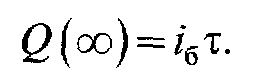 Q(∞) = i_б τ.